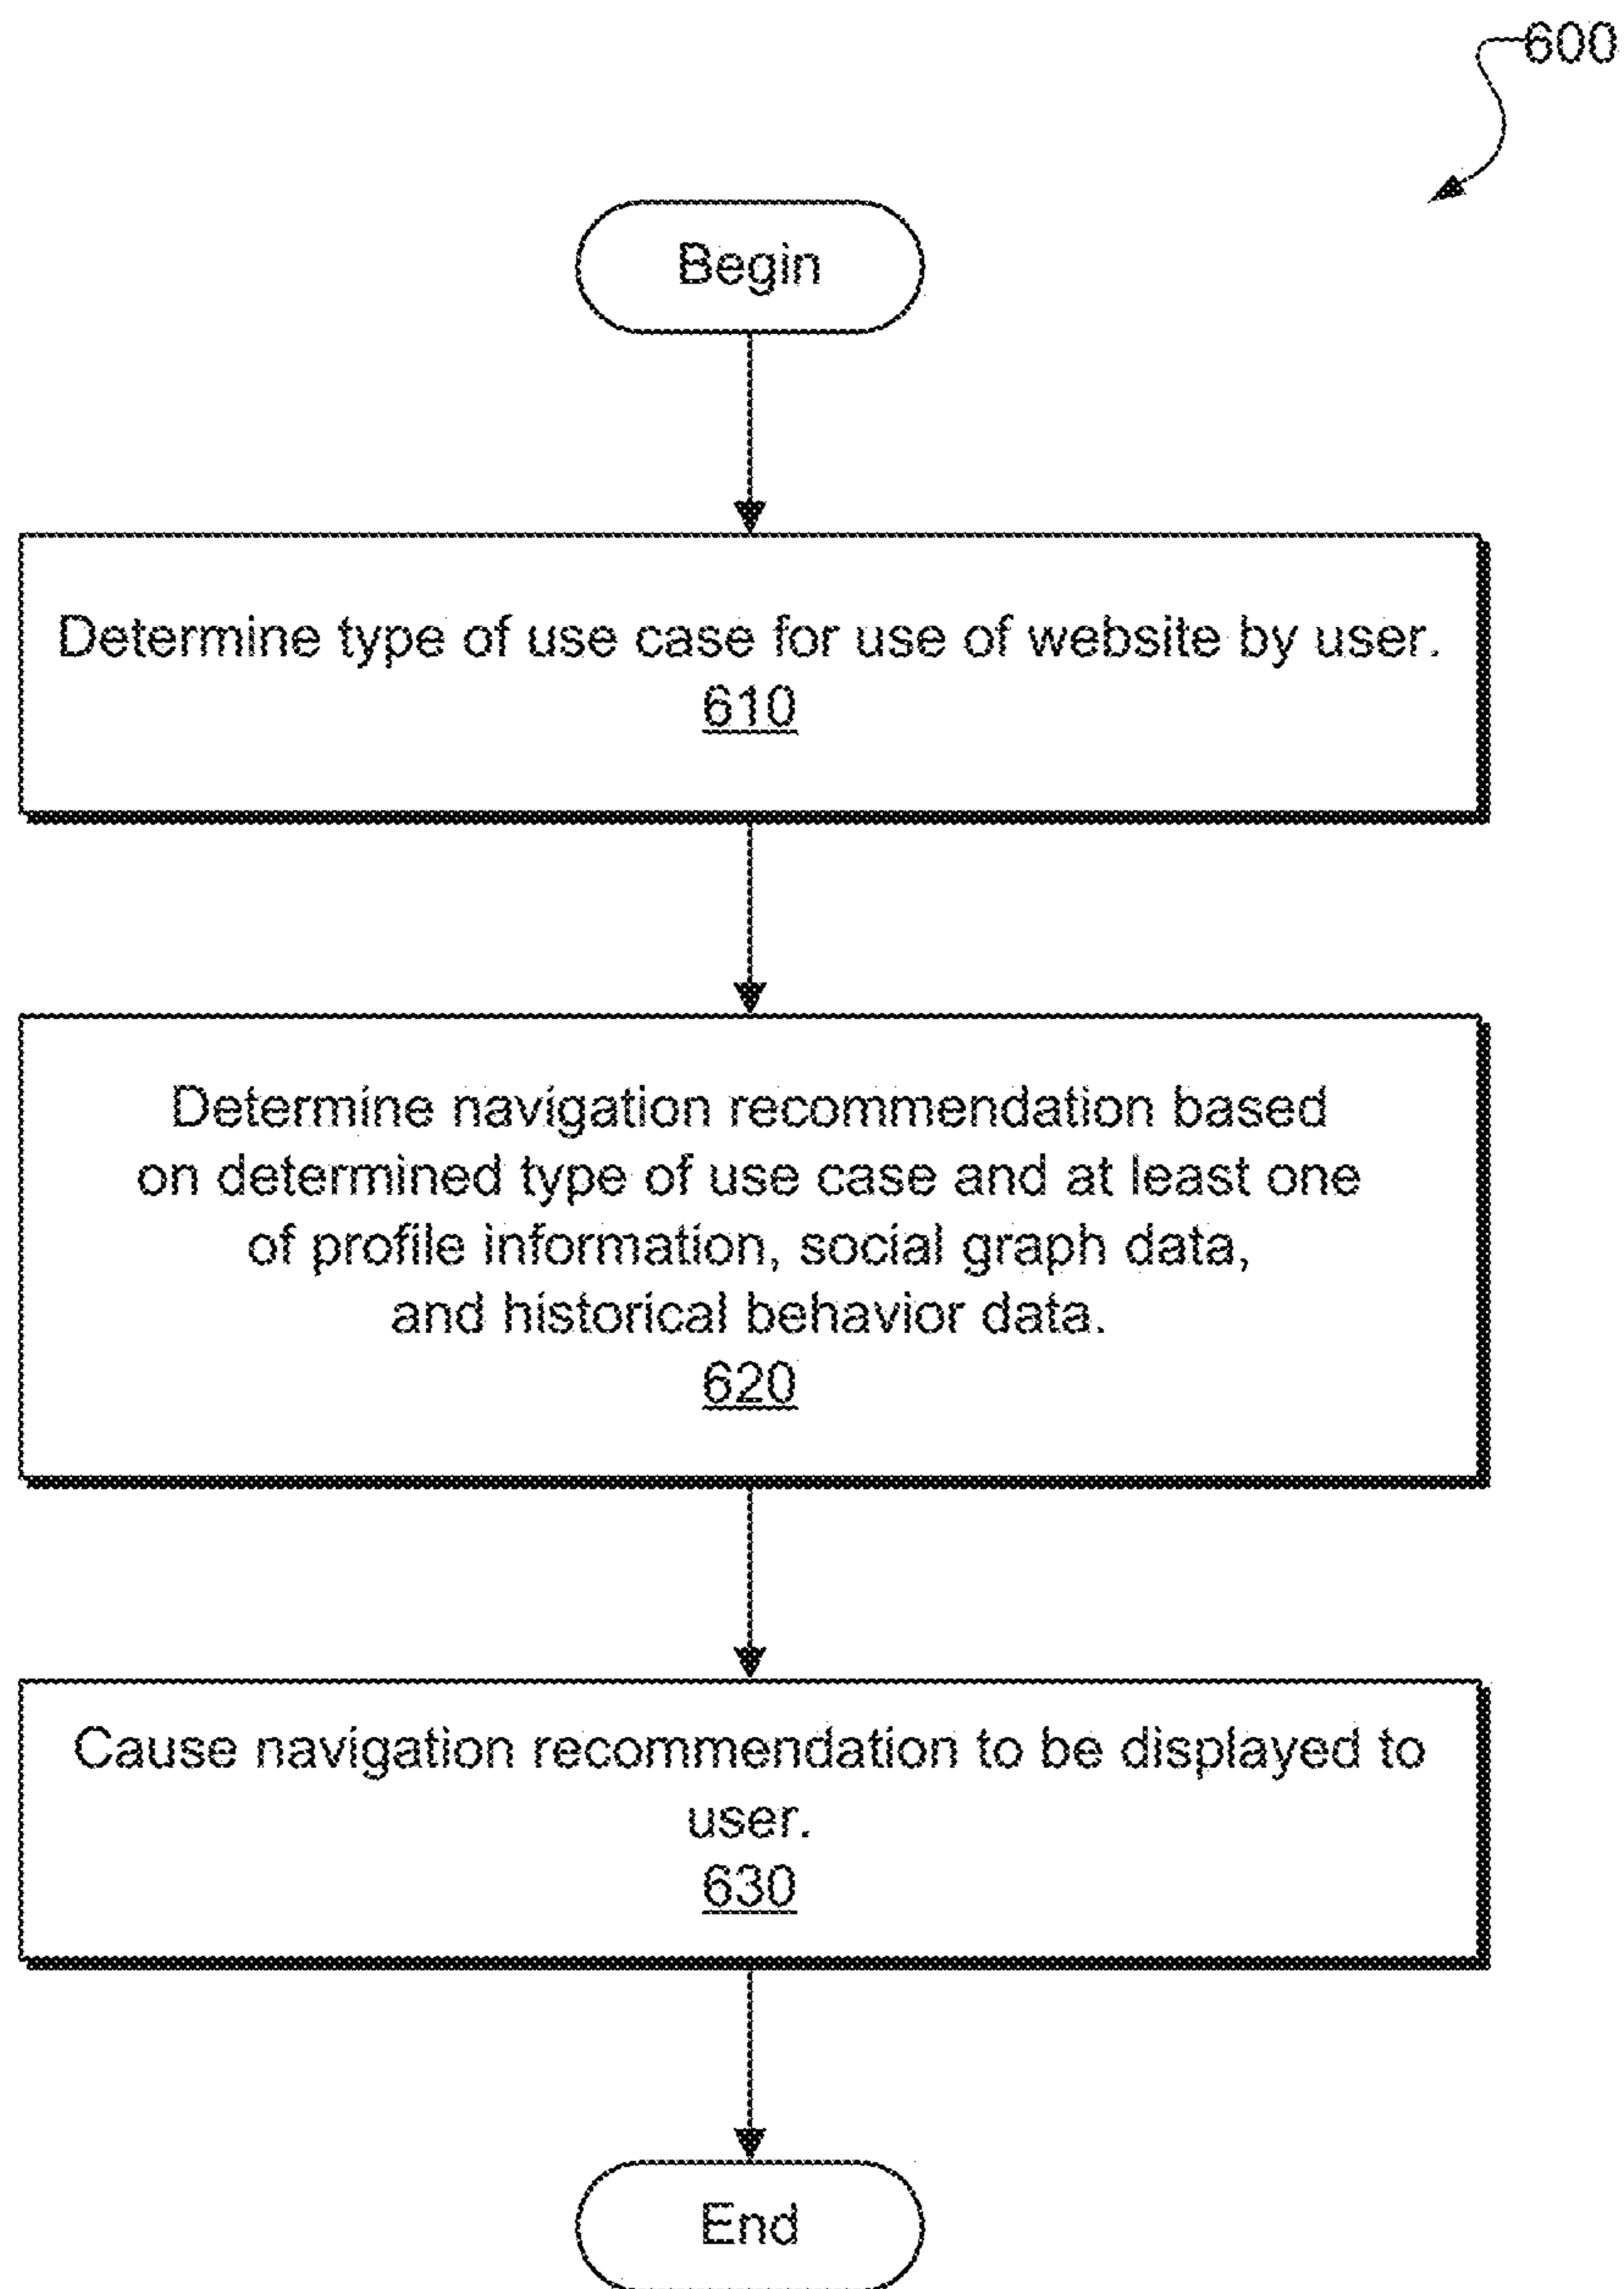 600
Begin
Determine type of use case for use of website by user.
610
Determine navigation recommendation based
on determined type of use case and at least one
of profile information, social graph data,
and historical behavior data.
620
Cause navigation recommendation to be displayed to
user.
630
End